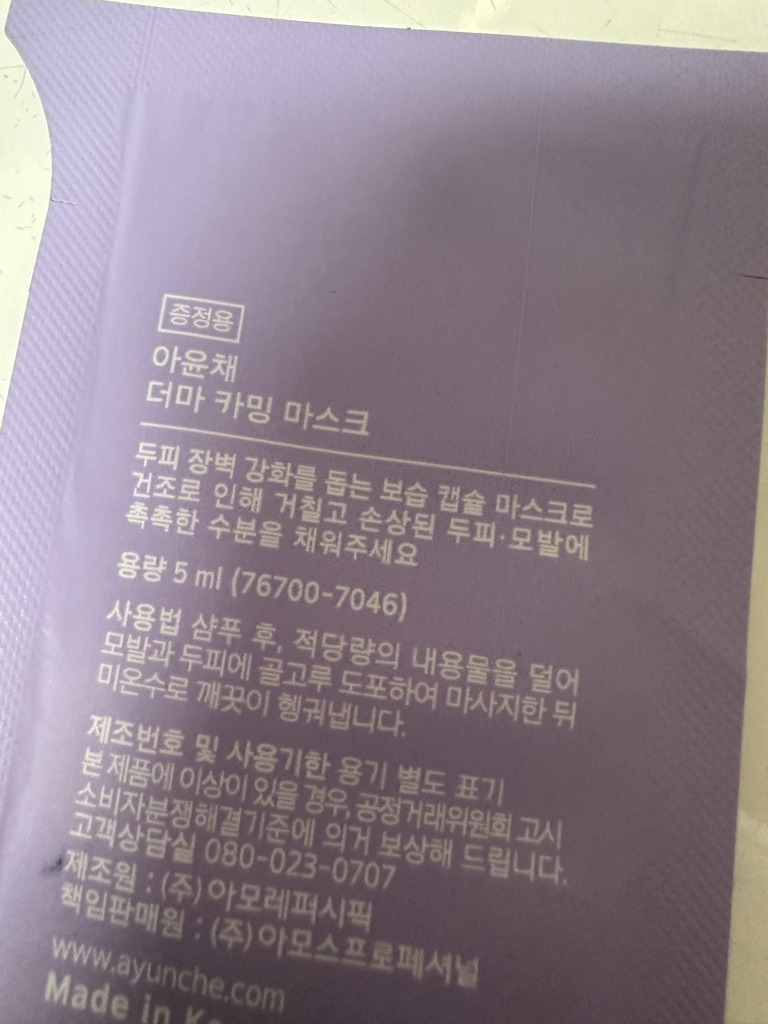 증정용
아윤채
더마 카밍 마스크
두피 장벽 강화를 돕는 보습 캡슐 마스크로
건조로 인해 거칠고 손상된 두피·모발에
촉촉한 수분을 채워주세요
용량 5 ml (76700-7046)
사용법 샴푸 후, 적당량의 내용물을 덜어
모발과 두피에 골고루 도포하여 마사지한 뒤
미온수로 깨끗이 헹궈냅니다.
제조번호 및 사용기한 용기 별도 표기
본 제품에 이상이 있을 경우, 공정거래위원회 고시
소비자분쟁해결기준에 의거 보상해 드립니다.
고객상담실 080-023-0707
제조원 : (주)아모레퍼시픽
책임판매원 : (주)아모스프로페셔널
www.ayunche.com
Made in